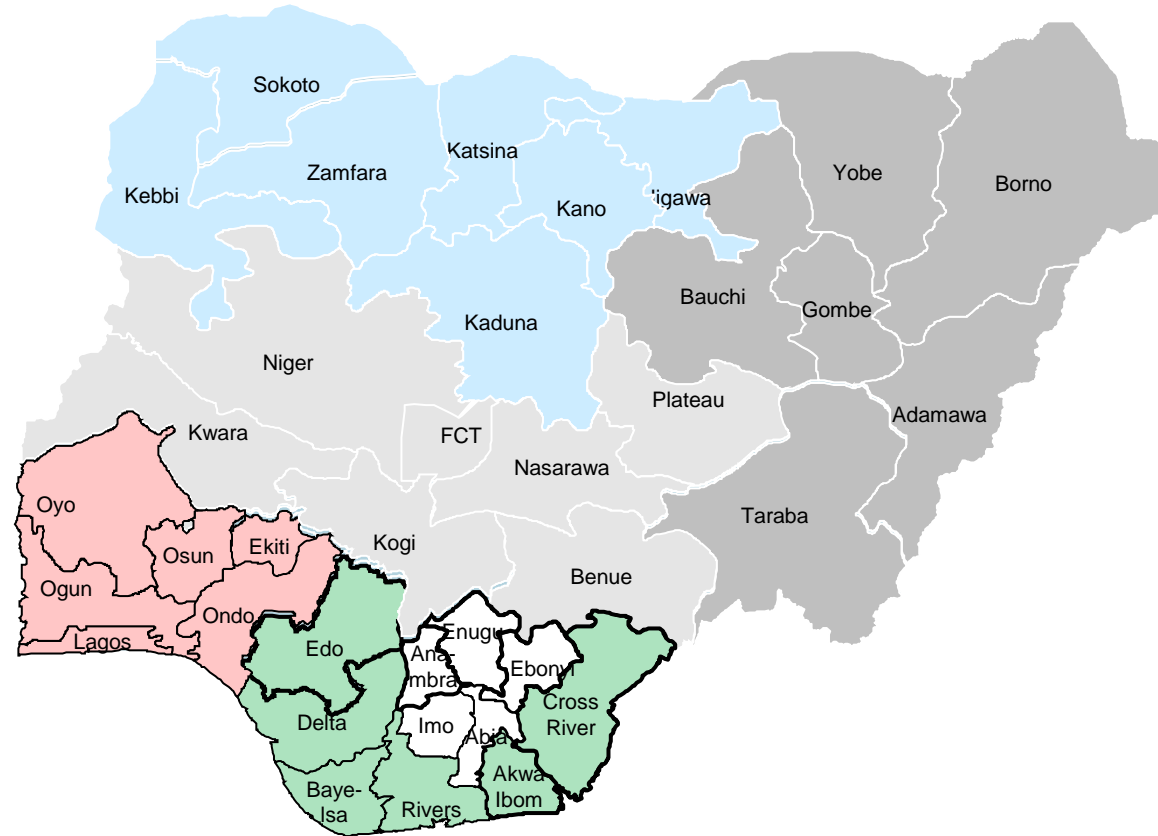 Sokoto
Katsina
Zamfara
Yobe
Borno
Kebbi
Kano
Jigawa
Bauchi
Gombe
Kaduna
Niger
Plateau
Adamawa
Kwara
FCT
Nasarawa
Oyo
Taraba
Osun
Ekiti
Kogi
Benue
Ogun
Ondo
Lagos
Edo
Ana-
mbra
Enugu
Ebonyi
Cross
River
Delta
Imo
Abia
Baye-
lsa
Rivers
Akwa
Ibom